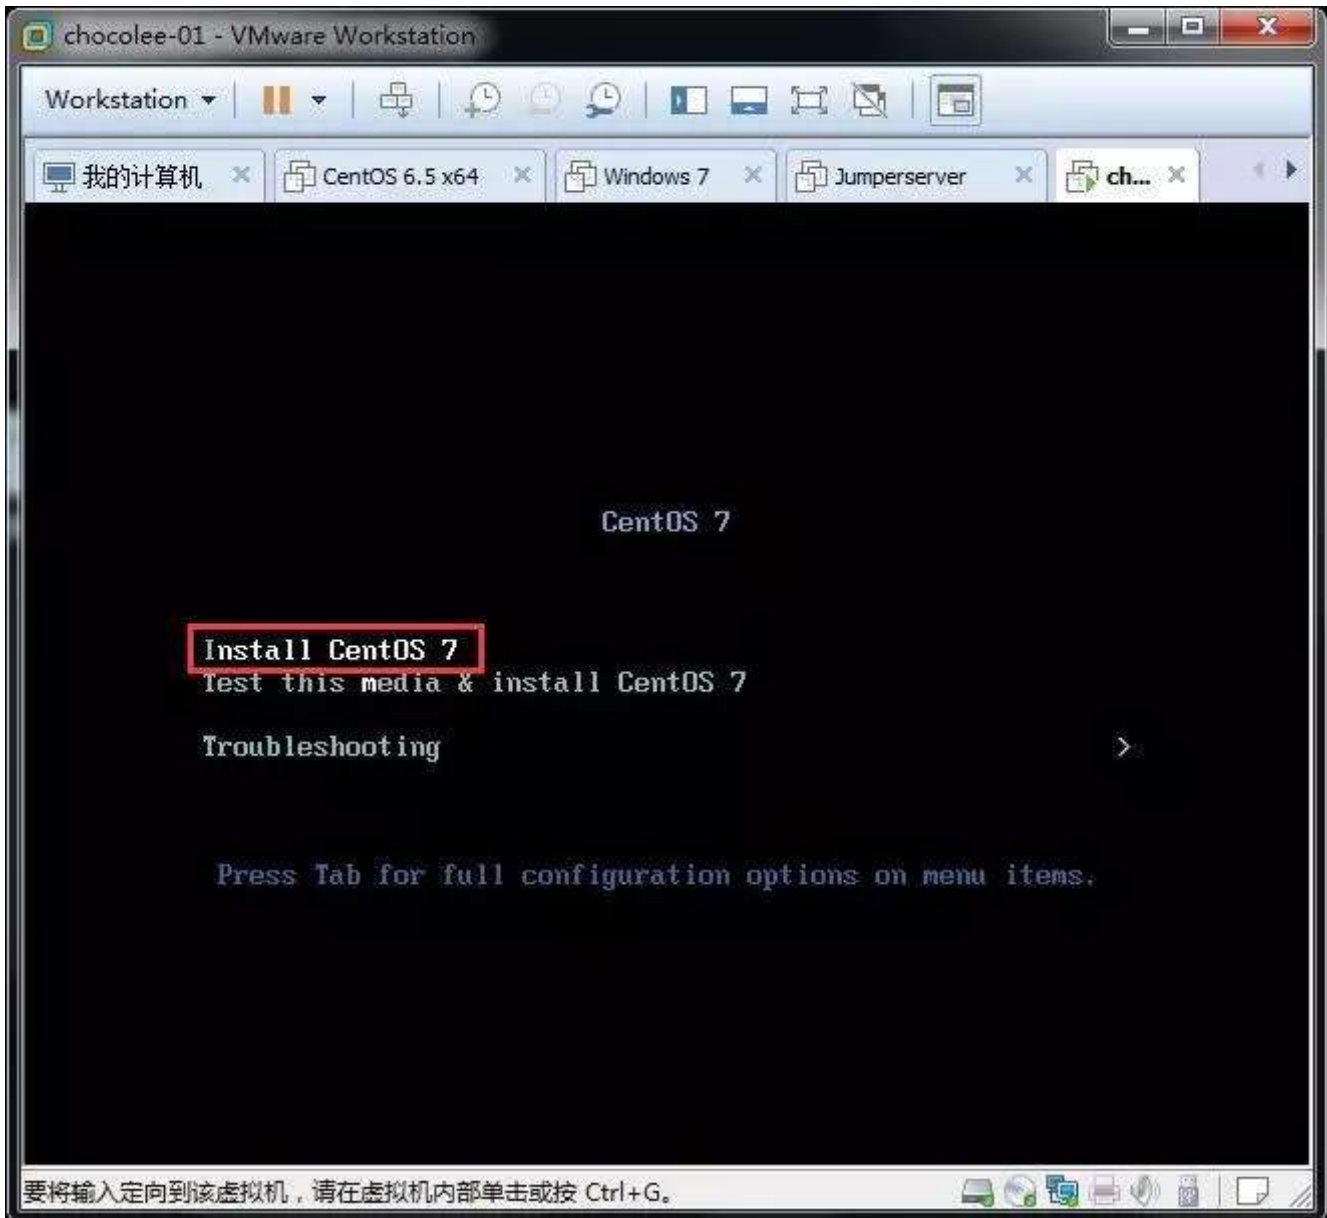 chocolee-01 - VMware Workstation
Workstation
我的计算机 CentOS 6.5 x64 Windows 7 Jumperserver ch...
CentOS 7
Install CentOS 7
Test this media & install CentOS 7
Troubleshooting >
Press Tab for full configuration options on menu items.
要将输入定向到该虚拟机，请在虚拟机内部单击或按 Ctrl+G。